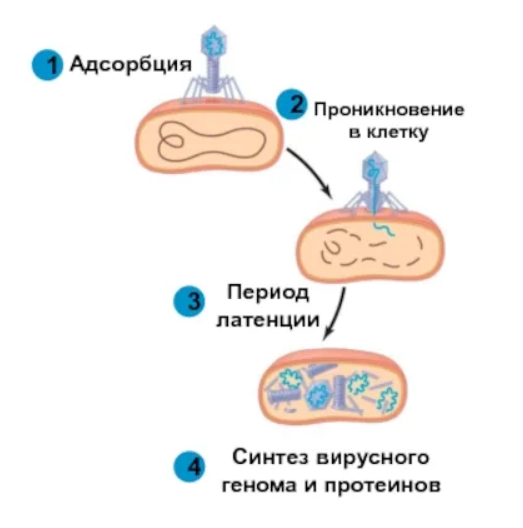 1 Адсорбция
2 Проникновение
в клетку
3 Период
латенции
4 Синтез вирусного
генома и протеинов